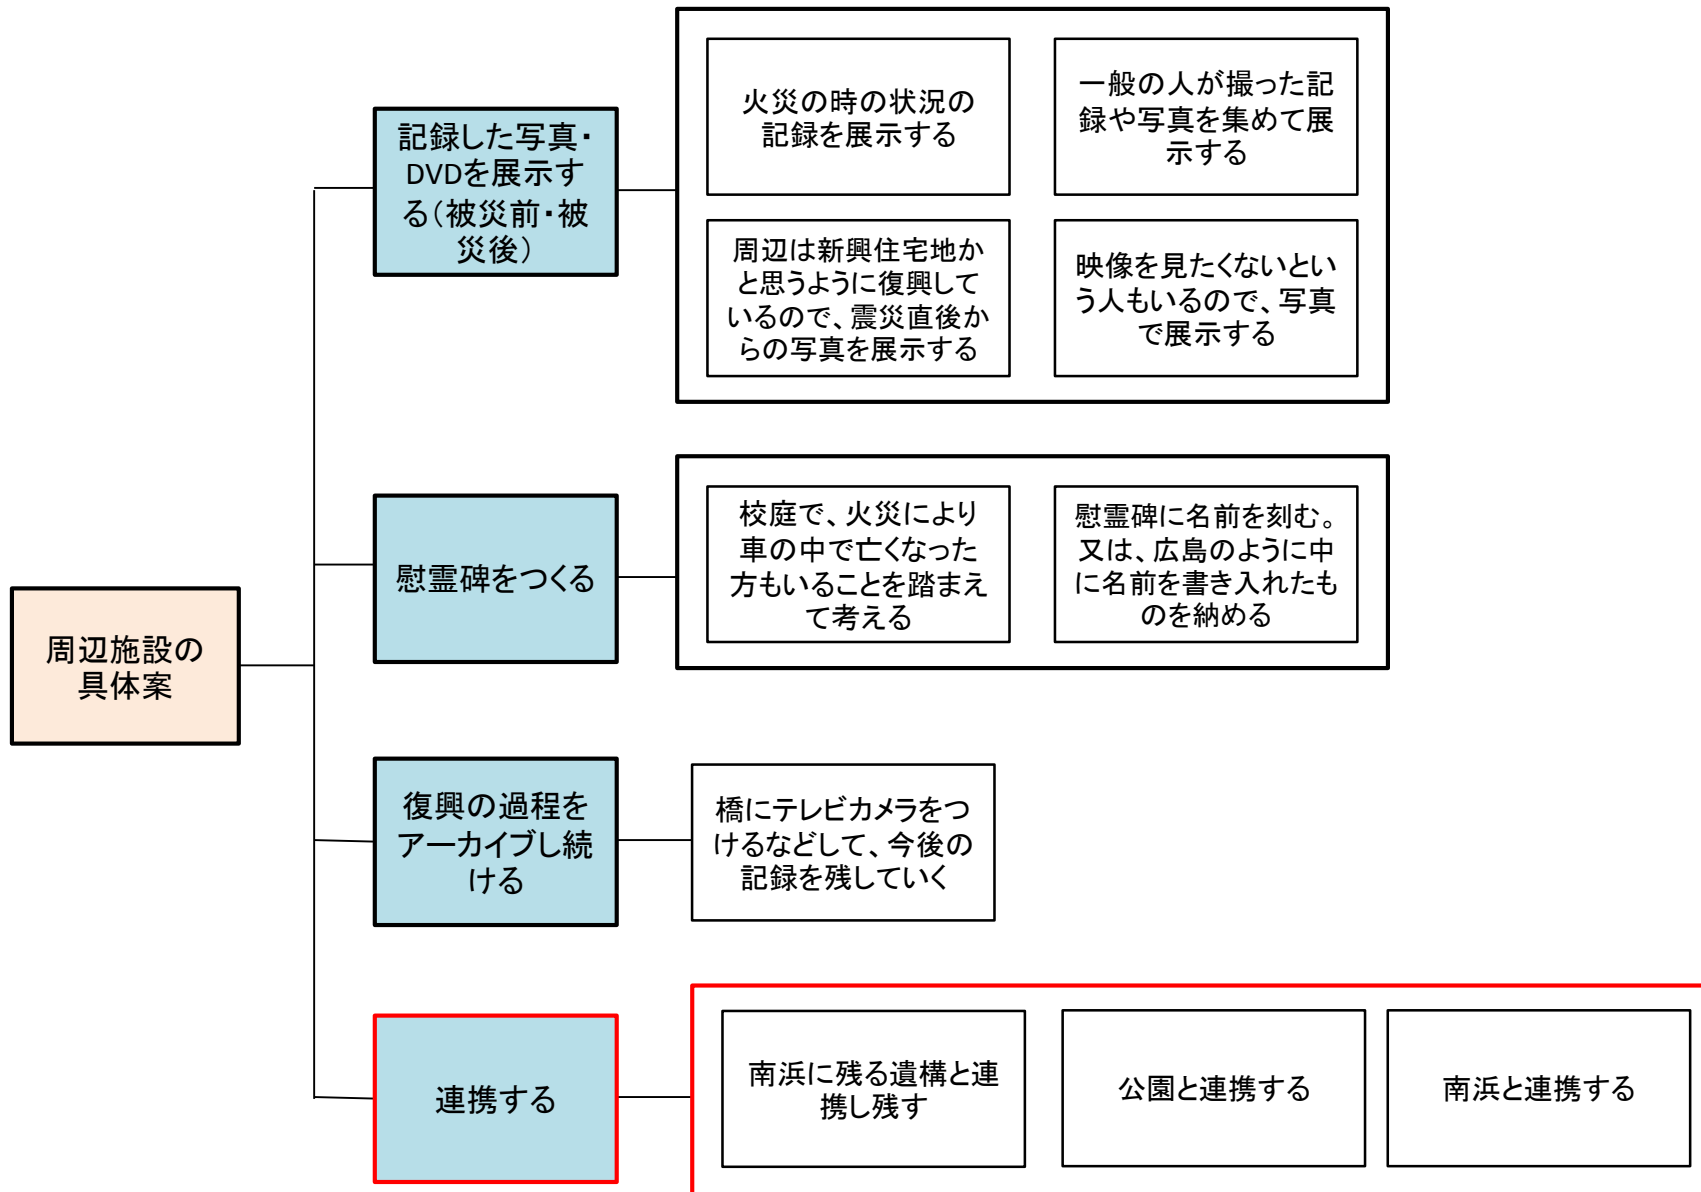 周辺施設の
具体案
記録した写真・
DVDを展示す
る（被災前・被
災後）
火災の時の状況の
記録を展示する
一般の人が撮った記
録や写真を集めて展
示する
周辺は新興住宅地か
と思うように復興して
いるので、震災直後か
らの写真を展示する
映像を見たくないとい
う人もいるので、写真
で展示する
慰霊碑をつくる
校庭で、火災により
車の中で亡くなった
方もいることを踏まえ
て考える
慰霊碑に名前を刻む。
又は、広島のように中
に名前を書き入れたも
のを納める
復興の過程を
アーカイブし続
ける
橋にテレビカメラをつ
けるなどして、今後の
記録を残していく
連携する
南浜に残る遺構と連
携し残す
公園と連携する
南浜と連携する